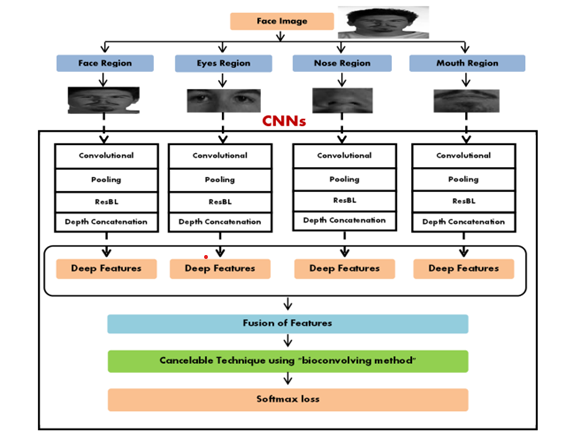 Face Image
Face Region
Eyes Region
Nose Region
Mouth Region
CNNs
Convolutional
Pooling
ResBL
Depth Concatenation
Convolutional
Pooling
ResBL
Depth Concatenation
Convolutional
Pooling
ResBL
Depth Concatenation
Convolutional
Pooling
ResBL
Depth Concatenation
Deep Features
Deep Features
Deep Features
Deep Features
Fusion of Features
Cancelable Technique using "bioconvolving method"
Softmax loss